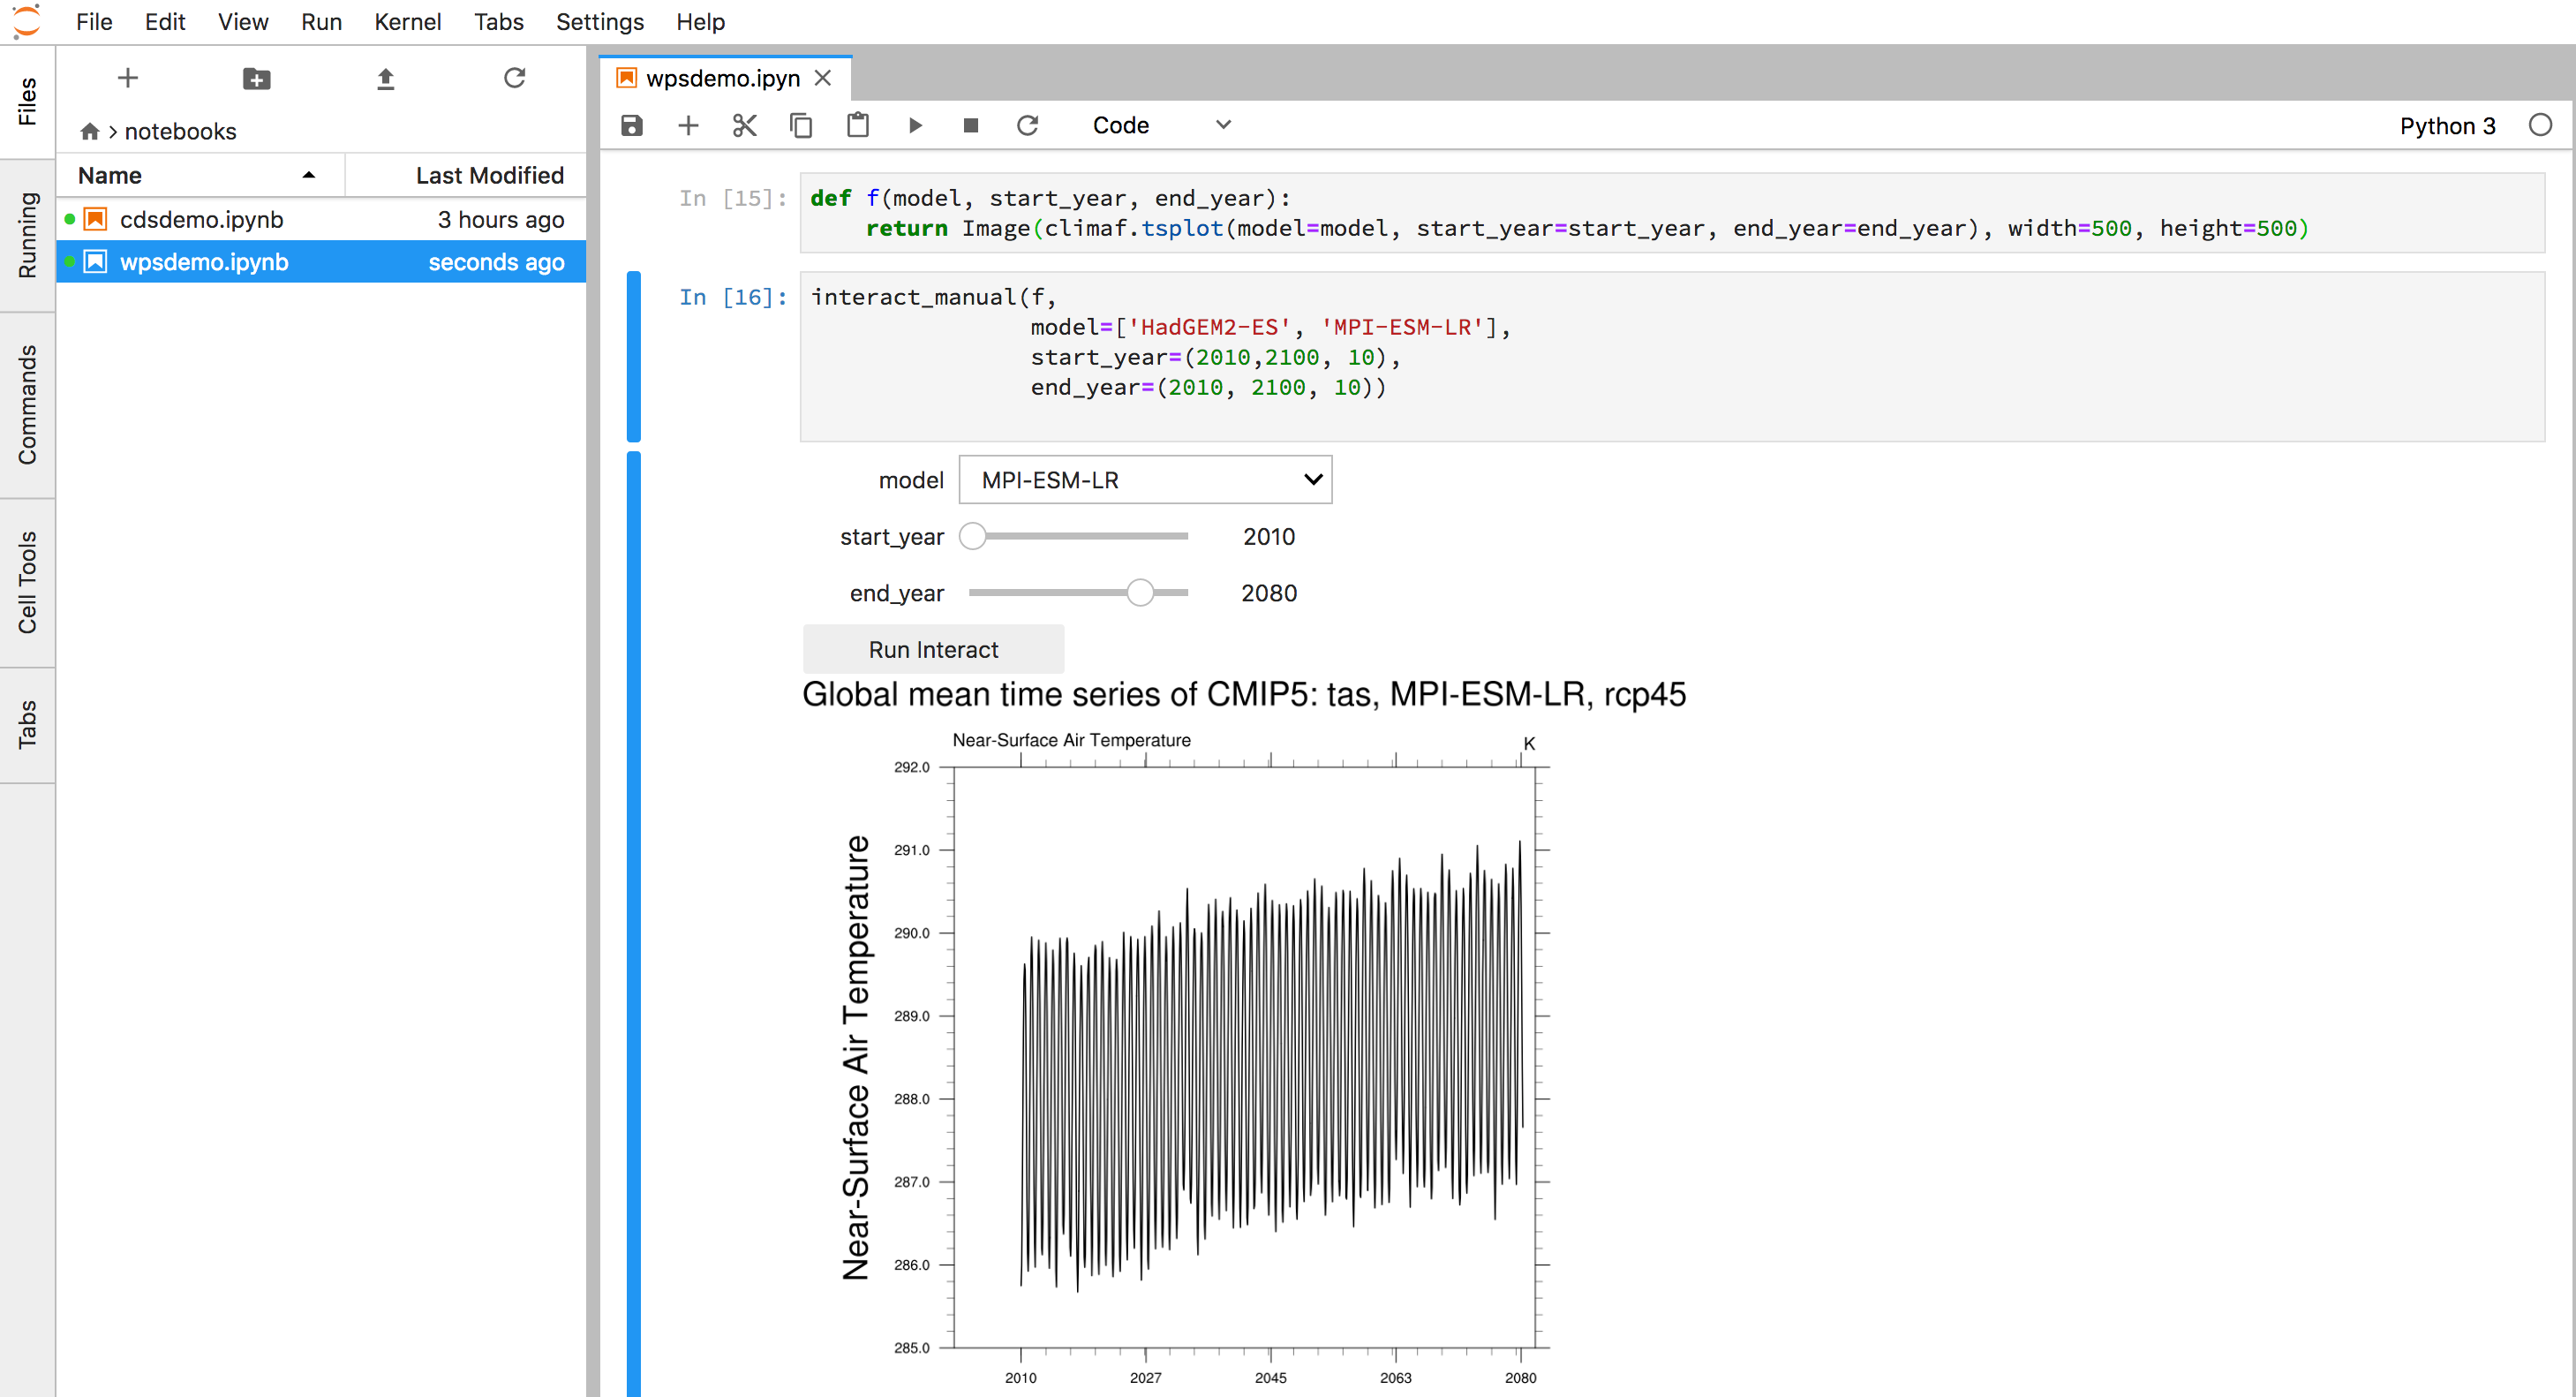 File Edit View Run Kernel Tabs Settings Help
Files
Running
Commands
Cell Tools
Tabs
notebooks
Name Last Modified
cdsdemo.ipynb 3 hours ago
wpsdemo.ipynb seconds ago
wpsdemo.ipyn
Code Python 3
In [15]: def f(model, start_year, end_year):
return Image(climaf.tsplot(model=model, start_year=start_year, end_year=end_year), width=500, height=500)
In [16]: interact_manual(f,
model=['HadGEM2-ES', 'MPI-ESM-LR'],
start_year=(2010,2100, 10),
end_year=(2010, 2100, 10))
model MPI-ESM-LR
start_year 2010
end_year 2080
Run Interact
Global mean time series of CMIP5: tas, MPI-ESM-LR, rcp45
Near-Surface Air Temperature K
Near-Surface Air Temperature
292.0
291.0
290.0
289.0
288.0
287.0
286.0
285.0
2010 2027 2045 2063 2080